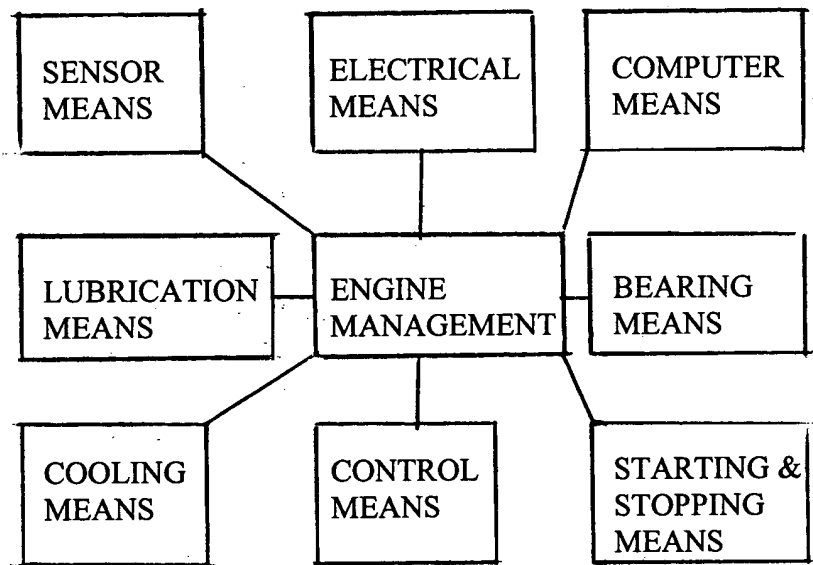 SENSOR
MEANS
ELECTRICAL
MEANS
COMPUTER
MEANS
LUBRICATION
MEANS
ENGINE
MANAGEMENT
BEARING
MEANS
COOLING
MEANS
CONTROL
MEANS
STARTING &
STOPPING
MEANS